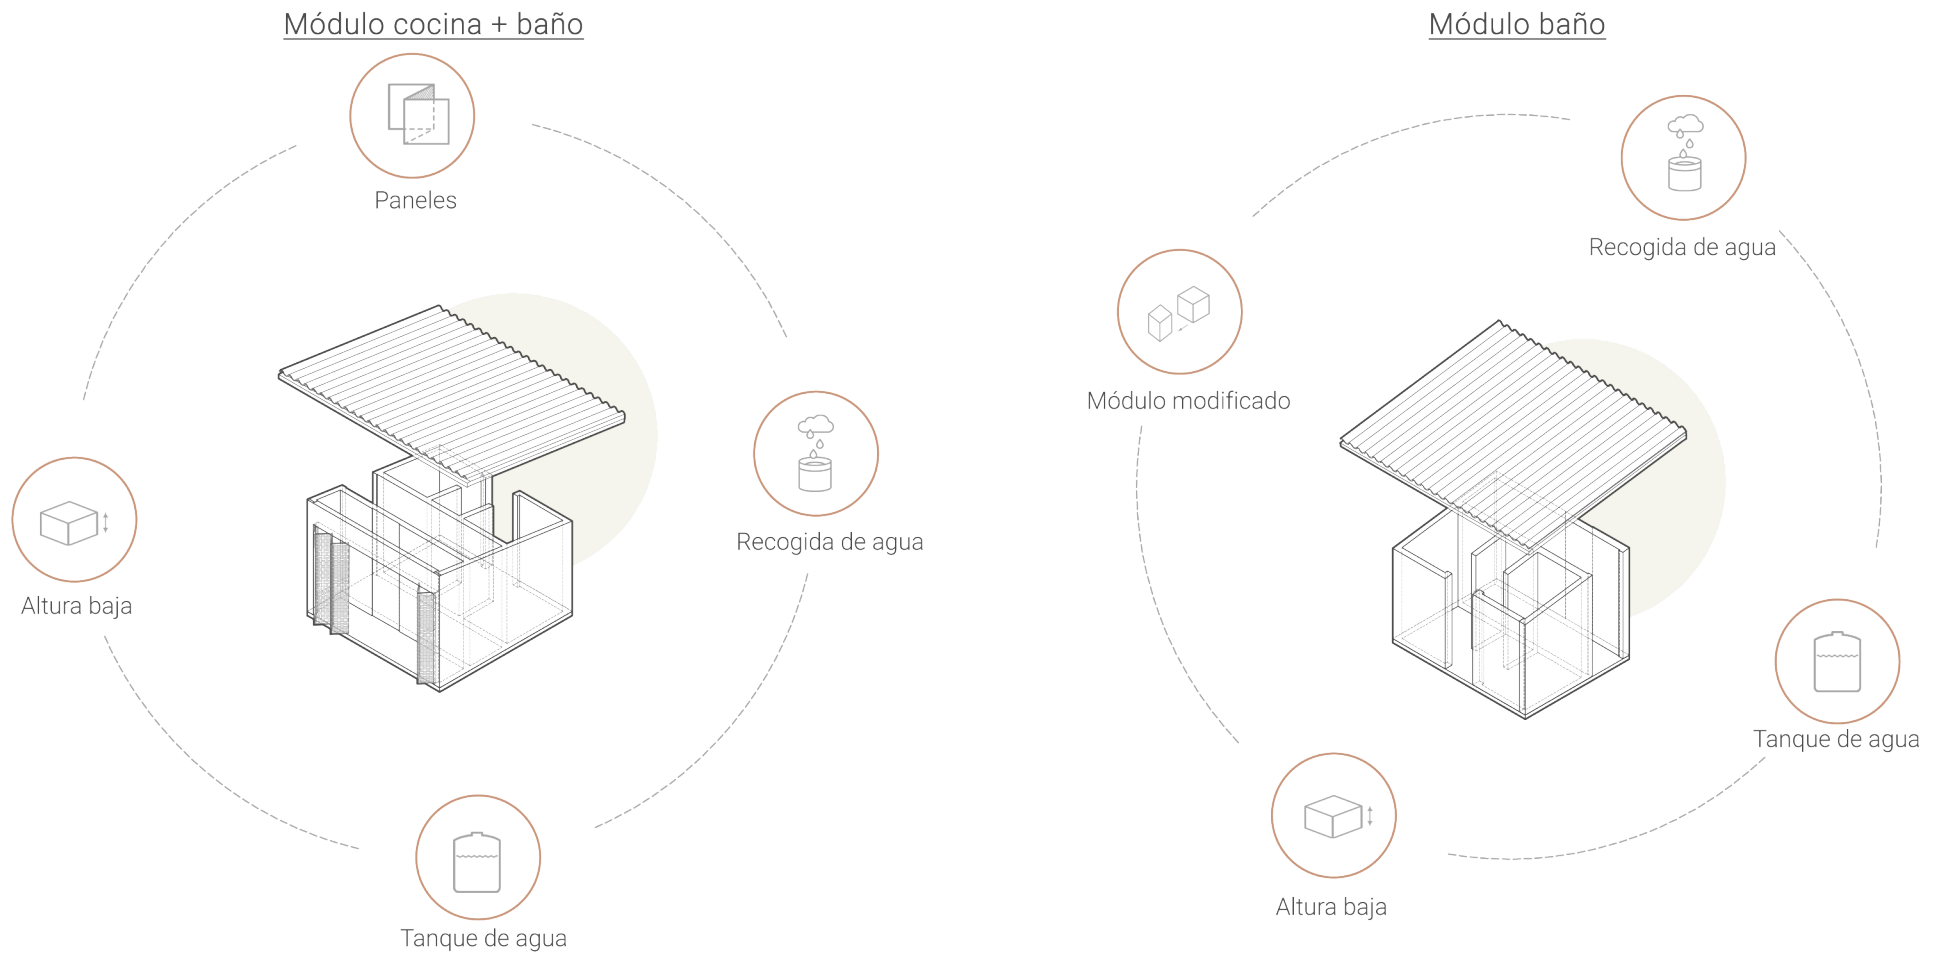 Módulo cocina + baño
Paneles
Recogida de agua
Altura baja
Tanque de agua
Módulo baño
Recogida de agua
Módulo modificado
Tanque de agua
Altura baja